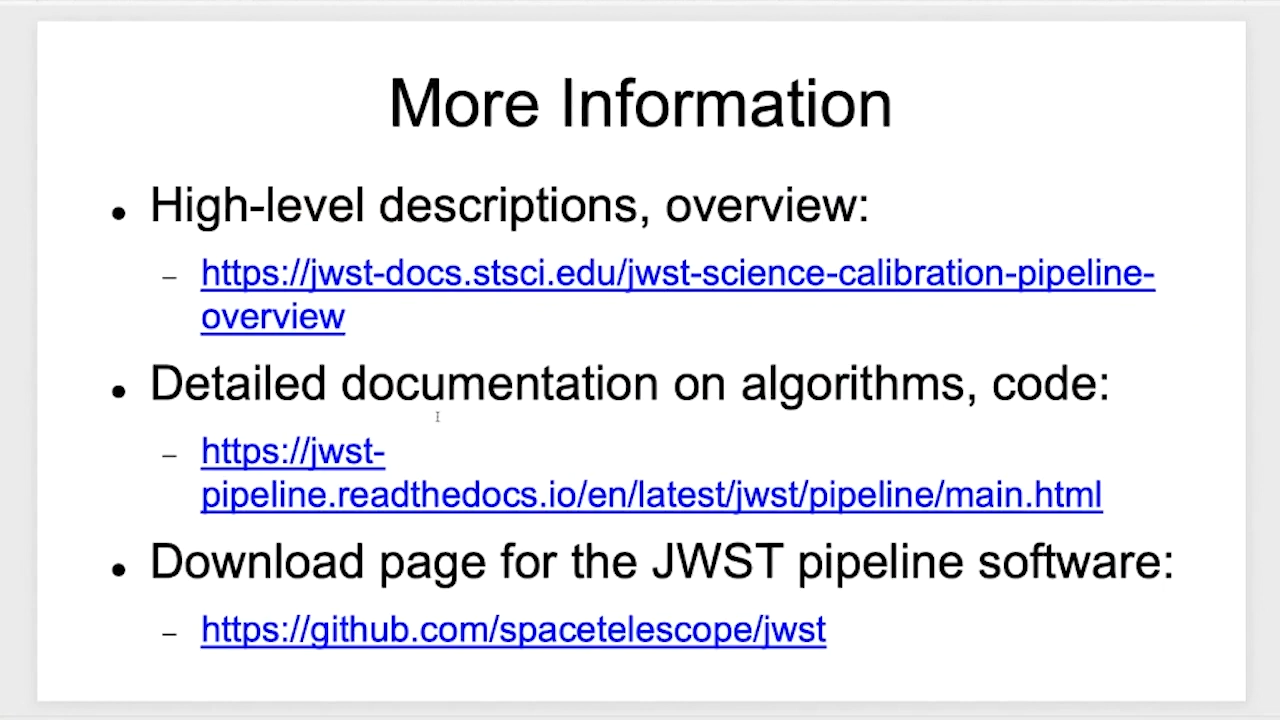 More Information
• High-level descriptions, overview:
– https://jwst-docs.stsci.edu/jwst-science-calibration-pipeline-
overview
• Detailed documentation on algorithms, code:
– https://jwst-
pipeline.readthedocs.io/en/latest/jwst/pipeline/main.html
• Download page for the JWST pipeline software:
– https://github.com/spacetelescope/jwst